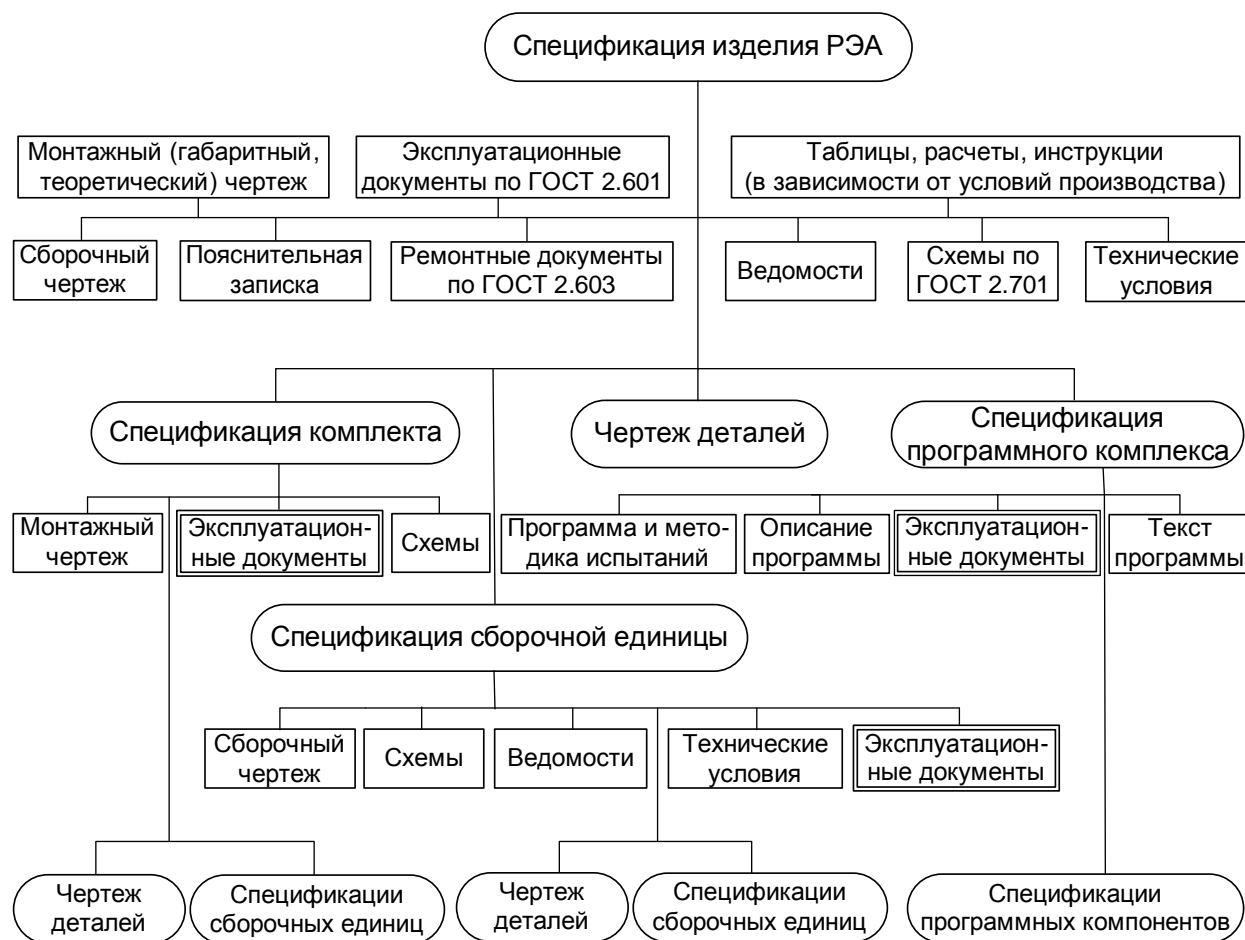 Спецификация изделия РЭА
Монтажный (габаритный,
теоретический) чертеж
Эксплуатационные
документы по ГОСТ 2.601
Таблицы, расчеты, инструкции
(в зависимости от условий производства)
Сборочный
чертеж
Пояснительная
записка
Ремонтные документы
по ГОСТ 2.603
Ведомости
Схемы по
ГОСТ 2.701
Технические
условия
Спецификация комплекта
Чертеж деталей
Спецификация
программного комплекса
Монтажный
чертеж
Эксплуатацион-
ные документы
Схемы
Программа и мето-
дика испытаний
Описание
программы
Эксплуатацион-
ные документы
Текст
программы
Спецификация сборочной единицы
Сборочный
чертеж
Схемы
Ведомости
Технические
условия
Эксплуатацион-
ные документы
Чертеж
деталей
Спецификации
сборочных единиц
Чертеж
деталей
Спецификации
сборочных единиц
Спецификации
программных компонентов